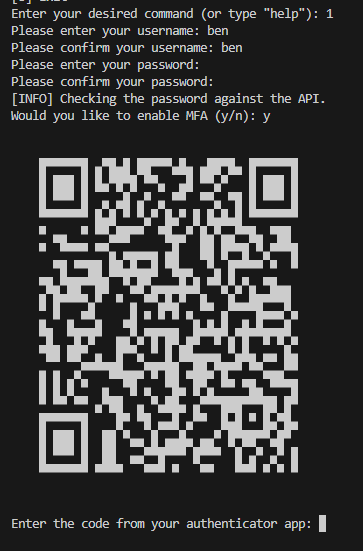 Enter your desired command (or type "help"): 1
Please enter your username: ben
Please confirm your username: ben
Please enter your password:
Please confirm your password:
[INFO] Checking the password against the API.
Would you like to enable MFA (y/n): y
Enter the code from your authenticator app: